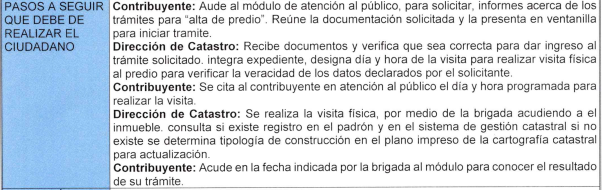 PASOS A SEGUIR
QUE DEBE DE
REALIZAR EL
CIUDADANO
Contribuyente: Aude al módulo de atención al público, para solicitar, informes acerca de los
trámites para "alta de predio". Reúne la documentación solicitada y la presenta en ventanilla
para iniciar tramite.
Dirección de Catastro: Recibe documentos y verifica que sea correcta para dar ingreso al
trámite solicitado. integra expediente, designa día y hora de la visita para realizar visita física
al predio para verificar la veracidad de los datos declarados por el solicitante.
Contribuyente: Se cita al contribuyente en atención al público el día y hora programada para
realizar la visita.
Dirección de Catastro: Se realiza la visita física, por medio de la brigada acudiendo a el
inmueble. consulta si existe registro en el padrón y en el sistema de gestión catastral si no
existe se determina tipología de construcción en el plano impreso de la cartografía catastral
para actualización.
Contribuyente: Acude en la fecha indicada por la brigada al módulo para conocer el resultado
de su trámite.